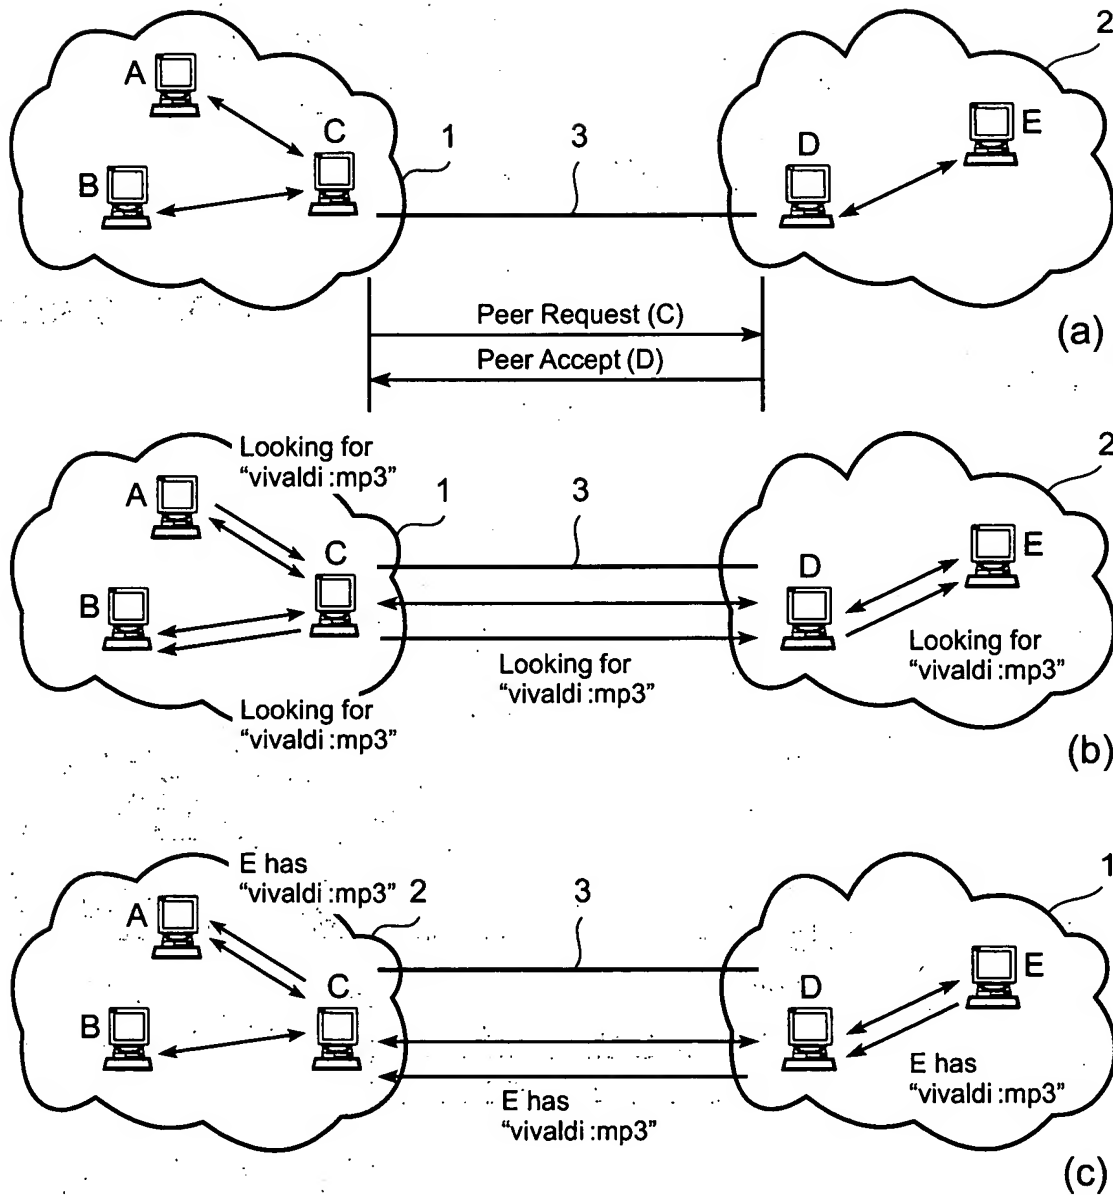 2
A
E
C
1
3
D
B
Peer Request (C)
(a)
Peer Accept (D)
Looking for
“vivaldi :mp3”
2
A
1
3
E
C
D
B
Looking for
“vivaldi :mp3”
Looking for
“vivaldi :mp3”
Looking for
“vivaldi :mp3”
(b)
E has
“vivaldi :mp3”
1
2
A
3
E
C
D
B
E has
“vivaldi :mp3”
E has
“vivaldi :mp3”
(c)